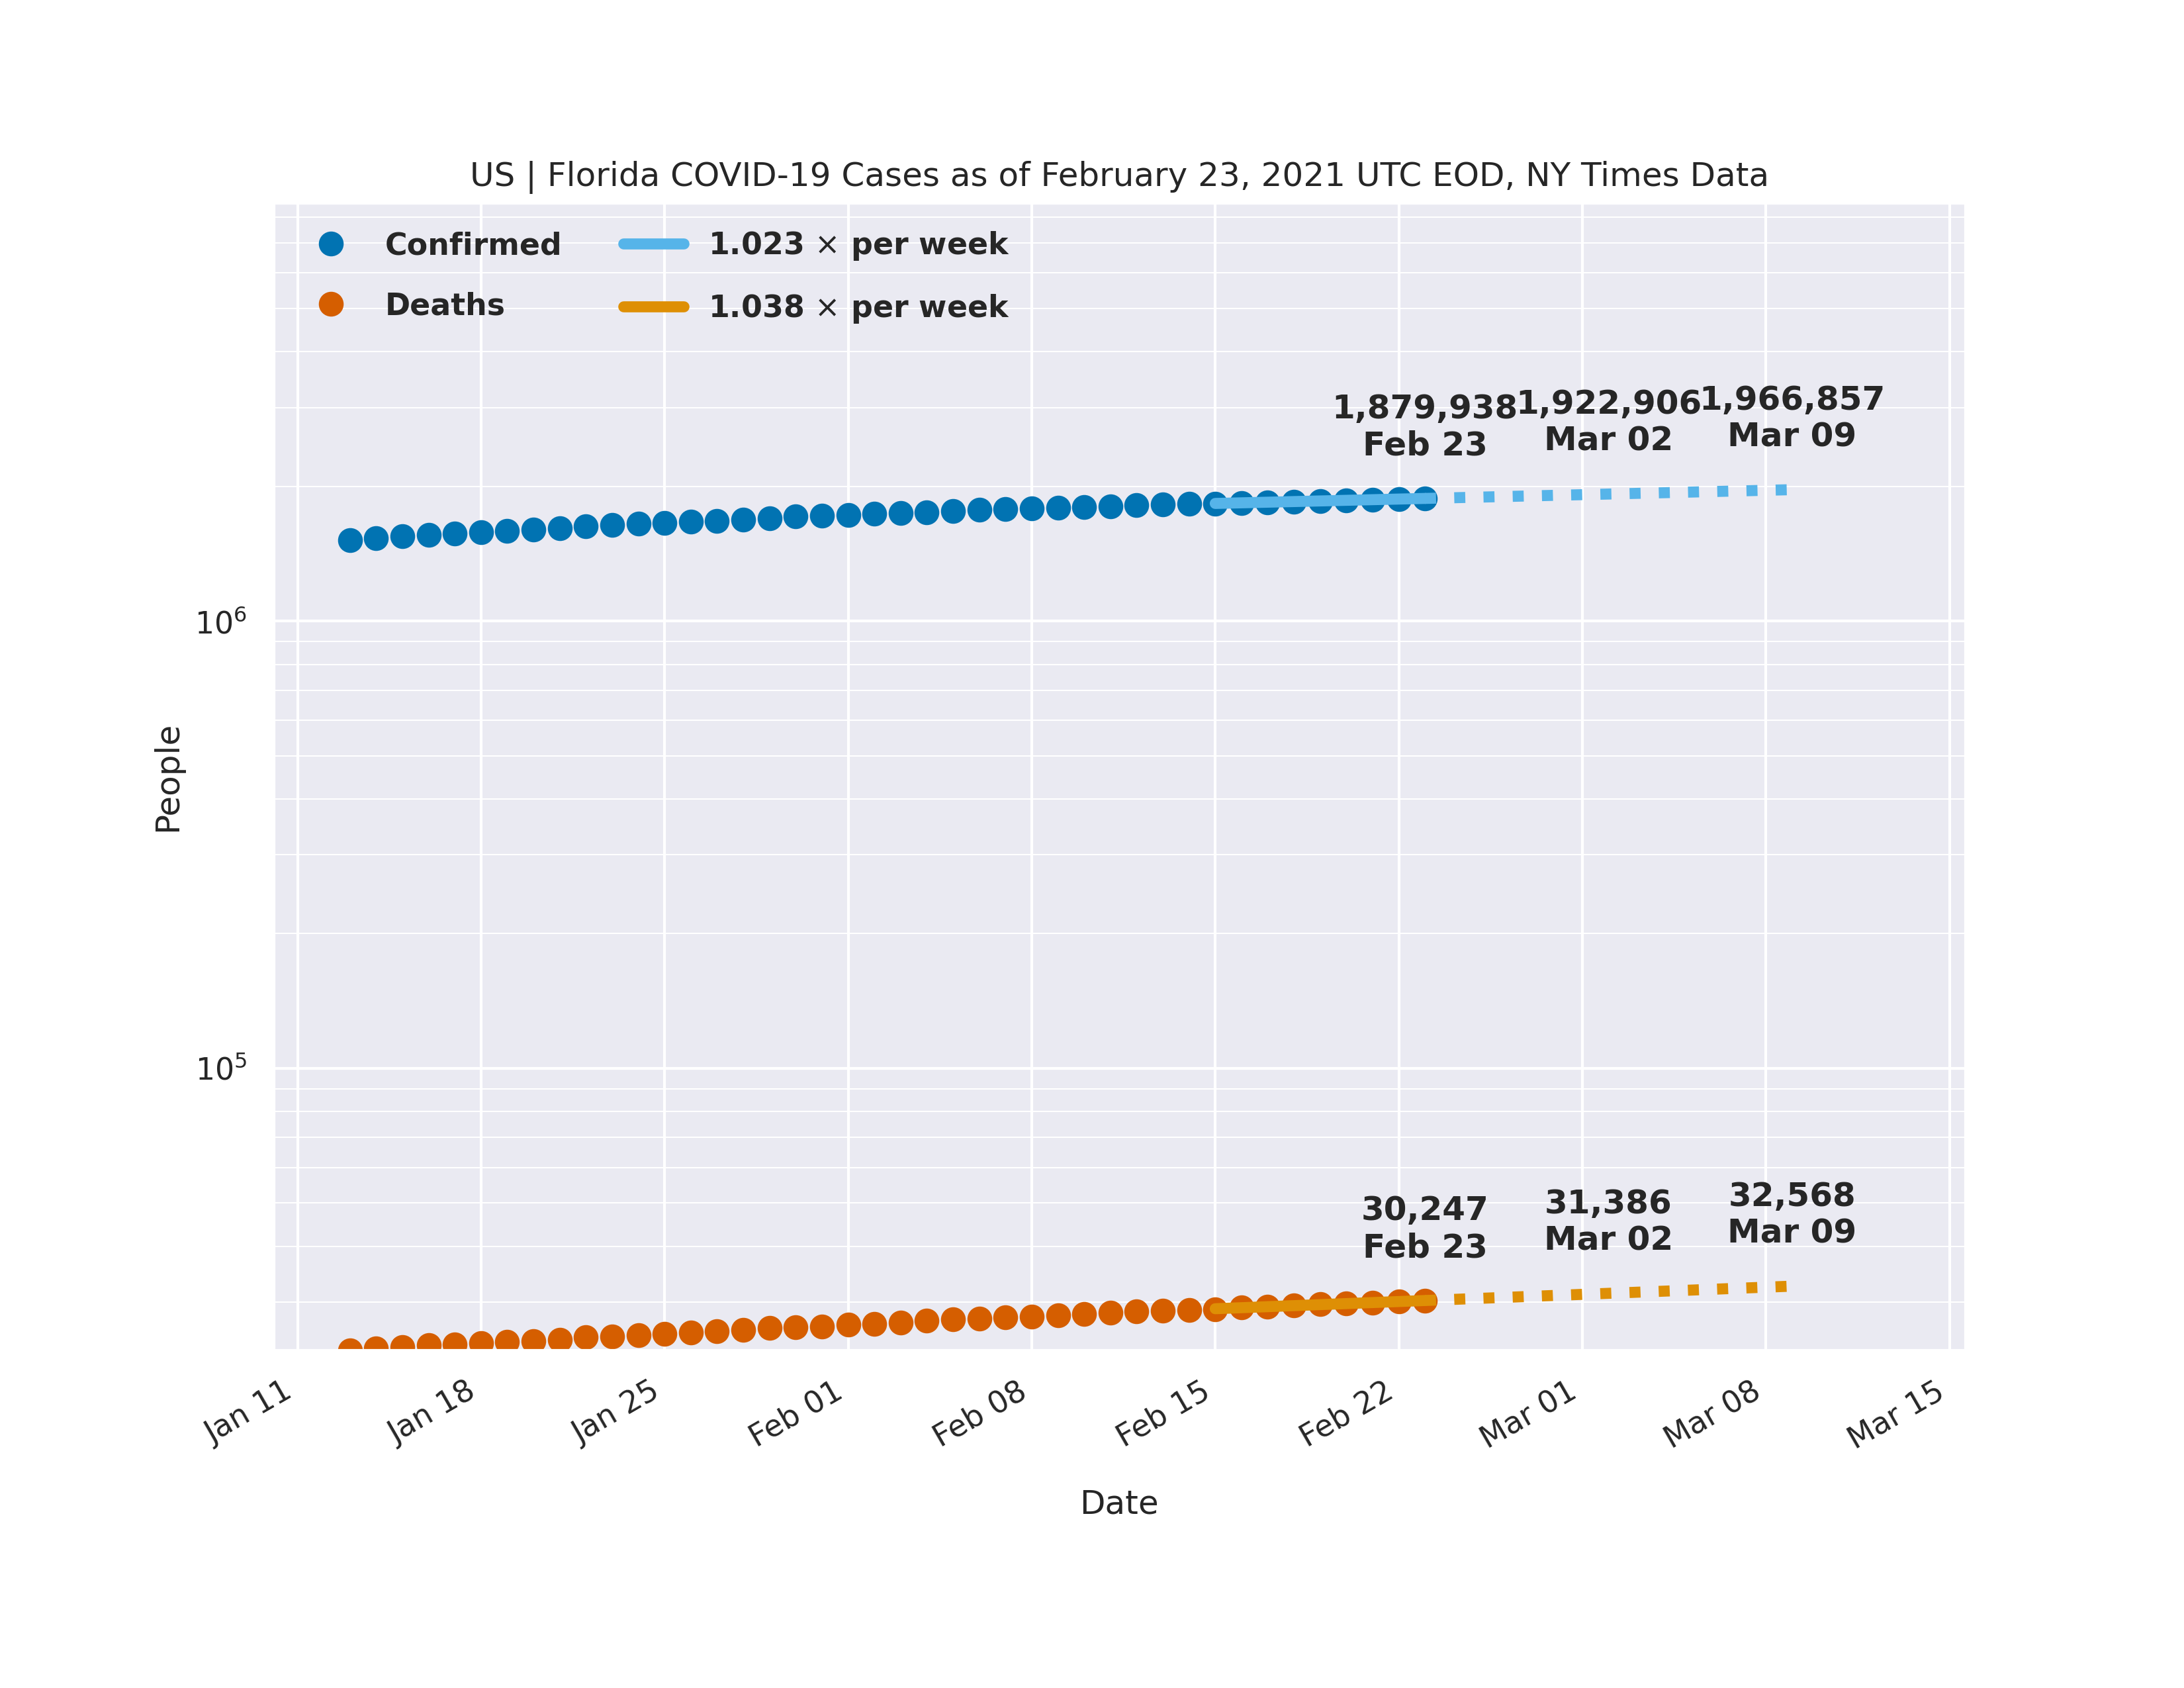 US | Florida COVID-19 Cases as of February 23, 2021 UTC EOD, NY Times Data
Confirmed
Deaths
1.023 × per week
1.038 × per week
1,879,938
Feb 23
1,922,906
Mar 02
1,966,857
Mar 09
10⁶
10⁵
People
30,247
Feb 23
31,386
Mar 02
32,568
Mar 09
Jan 11
Jan 18
Jan 25
Feb 01
Feb 08
Feb 15
Feb 22
Mar 01
Mar 08
Mar 15
Date